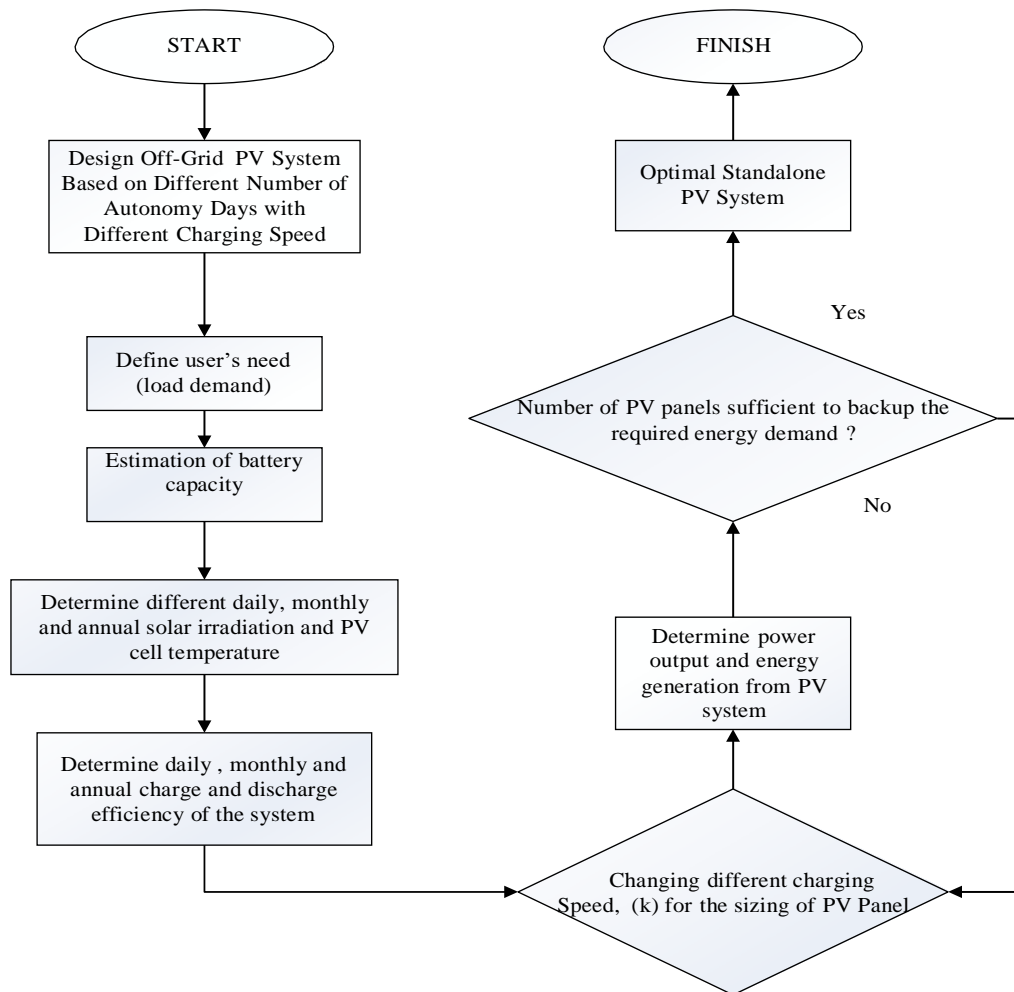 START
Design Off-Grid PV System
Based on Different Number of
Autonomy Days with
Different Charging Speed
Define user's need
(load demand)
Estimation of battery
capacity
Determine different daily, monthly
and annual solar irradiation and PV
cell temperature
Determine daily , monthly and
annual charge and discharge
efficiency of the system
Changing different charging
Speed, (k) for the sizing of PV Panel
Determine power
output and energy
generation from PV
system
Number of PV panels sufficient to backup the
required energy demand ?
No
Yes
Optimal Standalone
PV System
FINISH